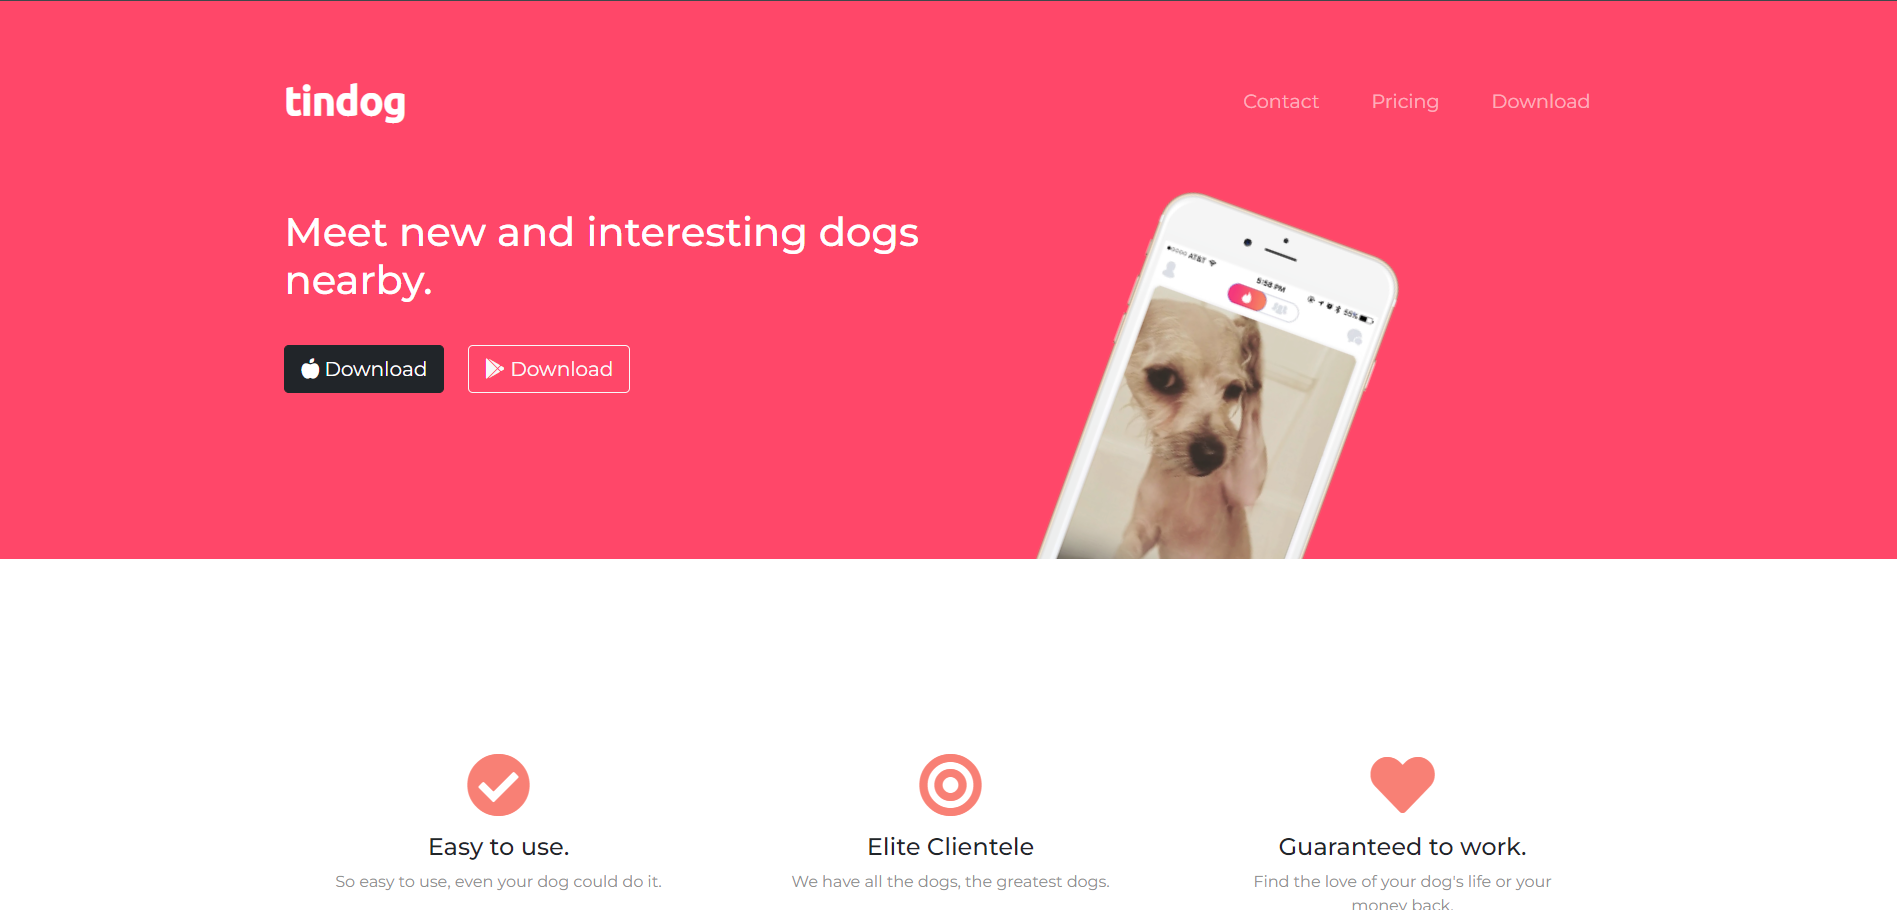 tindog
Contact Pricing Download
Meet new and interesting dogs
nearby.
Download Download
AT&T
5:58 PM
55%
Easy to use. Elite Clientele Guaranteed to work.
So easy to use, even your dog could do it. We have all the dogs, the greatest dogs. Find the love of your dog's life or your
money back.